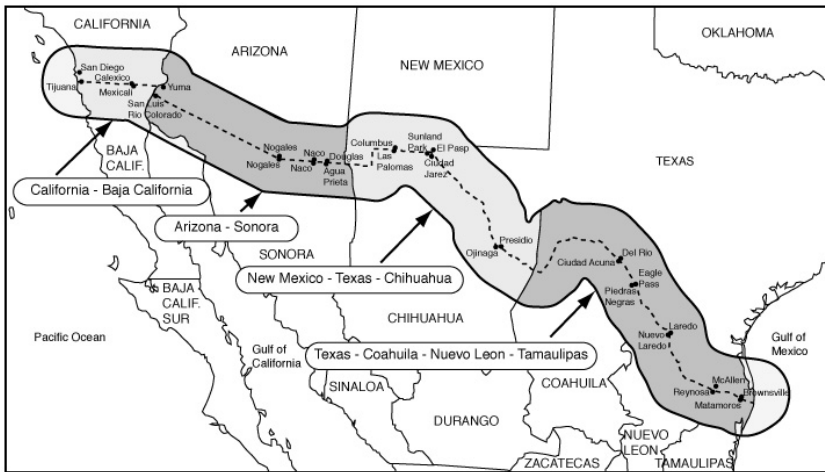 CALIFORNIA
ARIZONA
NEW MEXICO
OKLAHOMA
TEXAS
San Diego
Calexico
Tijuana
Mexicali
Yuma
San Luis
Rio Colorado
BAJA
CALIF.
Nogales
Nogales
Naco
Naco
Douglas
Agua
Prieta
Columbus
Las
Palomas
Sunland
Park
El Pasp
Ciudad
Jarez
California - Baja California
Arizona - Sonora
SONORA
Ojinaga
Presidio
New Mexico - Texas - Chihuahua
Del Rio
Ciudad Acuna
Eagle
Pass
Piedras
Negras
BAJA
CALIF.
SUR
CHIHUAHUA
Pacific Ocean
Gulf of
California
Texas - Coahuila - Nuevo Leon - Tamaulipas
Laredo
Nuevo
Laredo
Gulf of
Mexico
SINALOA
COAHUILA
McAllen
Reynosa
Brownsville
Matamoros
DURANGO
NUEVO
LEON
ZACATECAS
TAMAULIPAS